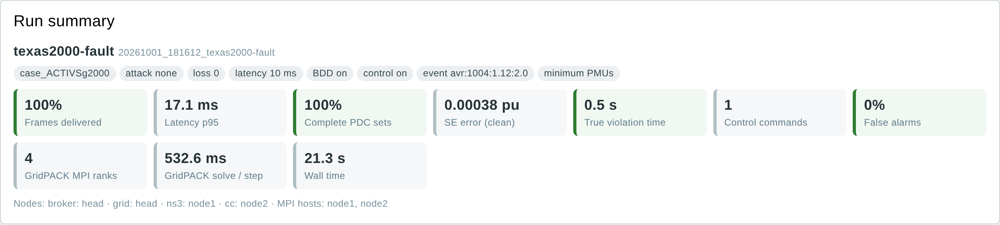 Run summary
texas2000-fault 20261001_181612_texas2000-fault
case_ACTIVSg2000 attack none loss 0 latency 10 ms BDD on control on event avr:1004:1.12:2.0 minimum PMUs
100% 17.1 ms 100% 0.00038 pu 0.5 s 1 0%
Frames delivered Latency p95 Complete PDC sets SE error (clean) True violation time Control commands False alarms
4 532.6 ms 21.3 s
GridPACK MPI ranks GridPACK solve / step Wall time
Nodes: broker: head · grid: head · ns3: node1 · cc: node2 · MPI hosts: node1, node2